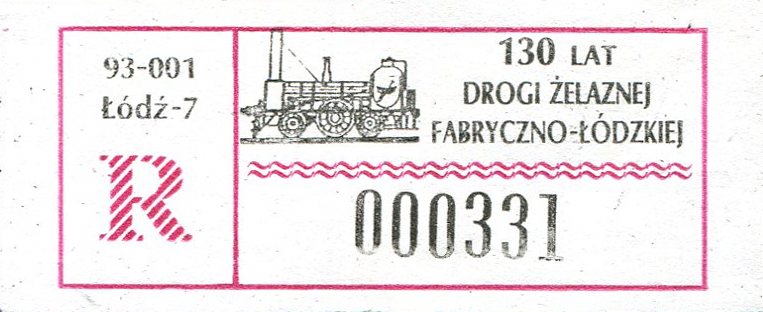 93-001
Łódź-7
R
130 LAT
DROGI ŻELAZNEJ
FABRYCZNO-ŁÓDZKIEJ
000331